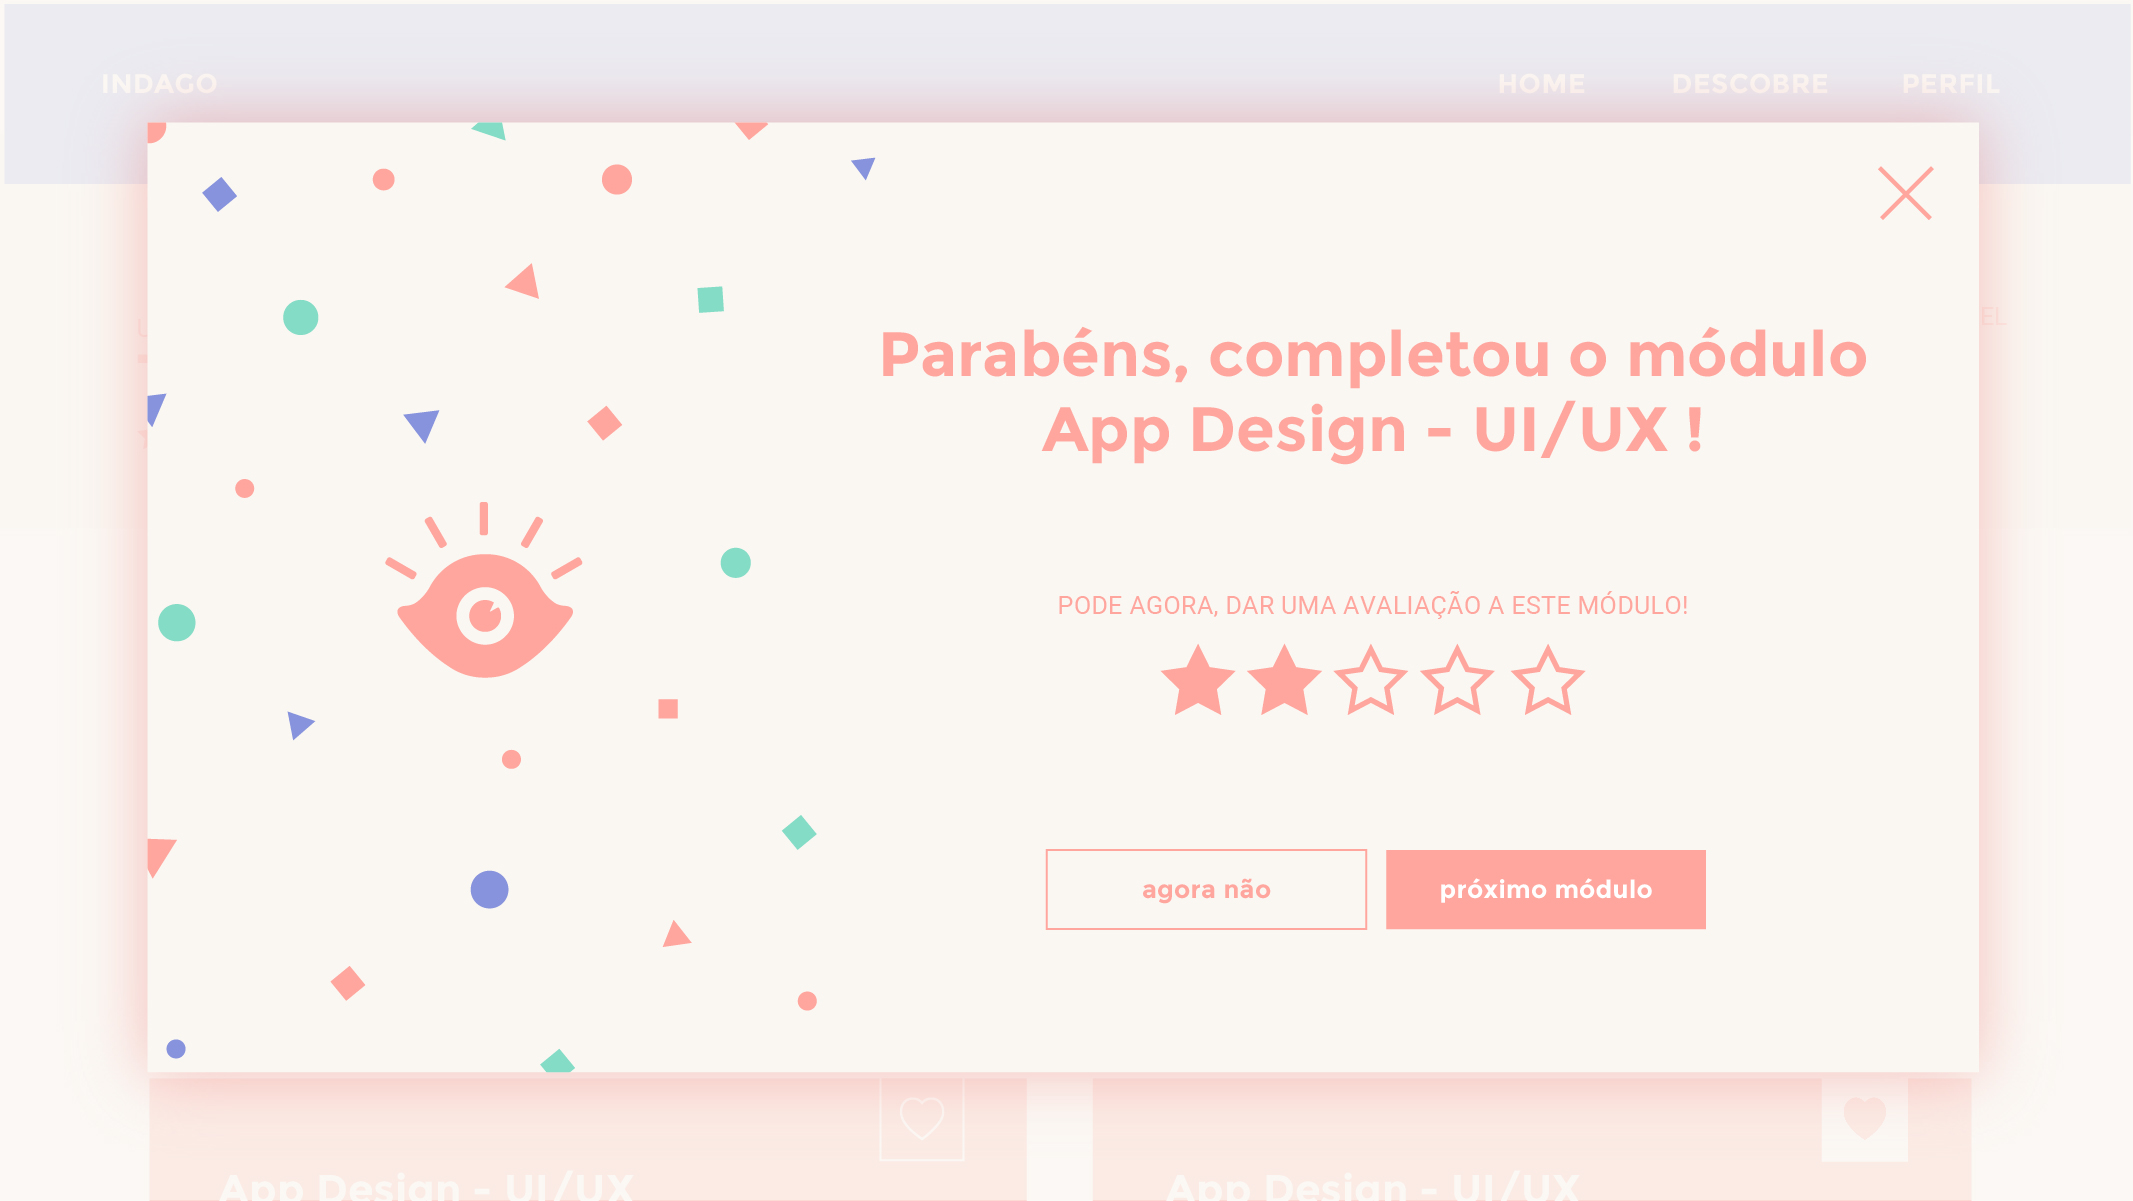 INDAGO
HOME DESCOBRE PERFIL
EL
Parabéns, completou o módulo
App Design - UI/UX !
PODE AGORA, DAR UMA AVALIAÇÃO A ESTE MÓDULO!
agora não
próximo módulo
App Design - UI/UX
App Design - UI/UX